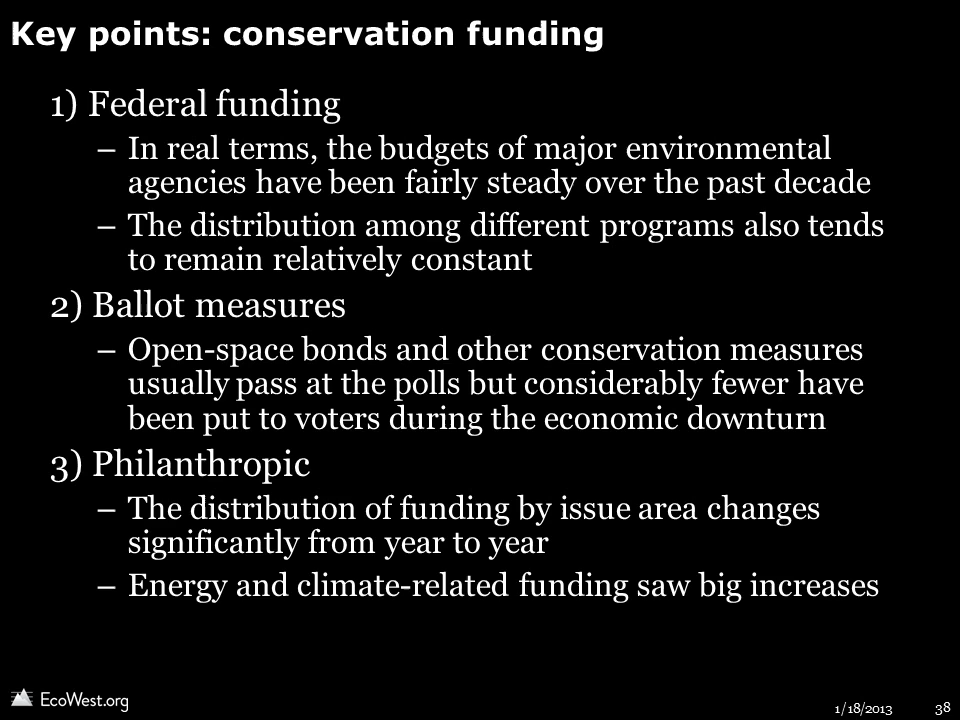 Key points: conservation funding
1) Federal funding
– In real terms, the budgets of major environmental
agencies have been fairly steady over the past decade
– The distribution among different programs also tends
to remain relatively constant
2) Ballot measures
– Open-space bonds and other conservation measures
usually pass at the polls but considerably fewer have
been put to voters during the economic downturn
3) Philanthropic
– The distribution of funding by issue area changes
significantly from year to year
– Energy and climate-related funding saw big increases
EcoWest.org
1/18/2013 38